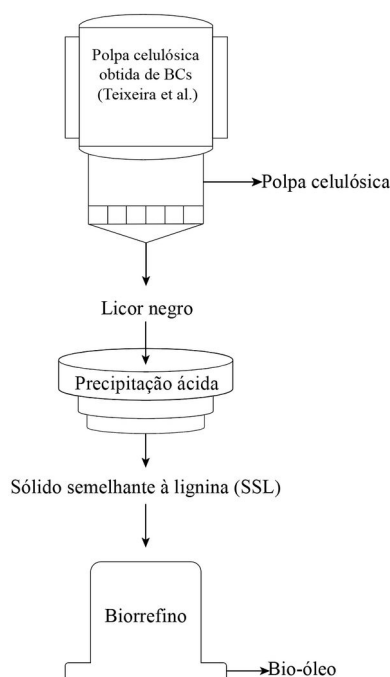 Polpa celulósica
obtida de BCs
(Teixeira et al.)
Polpa celulósica
Licor negro
Precipitação ácida
Sólido semelhante à lignina (SSL)
Biorrefino
Bio-óleo